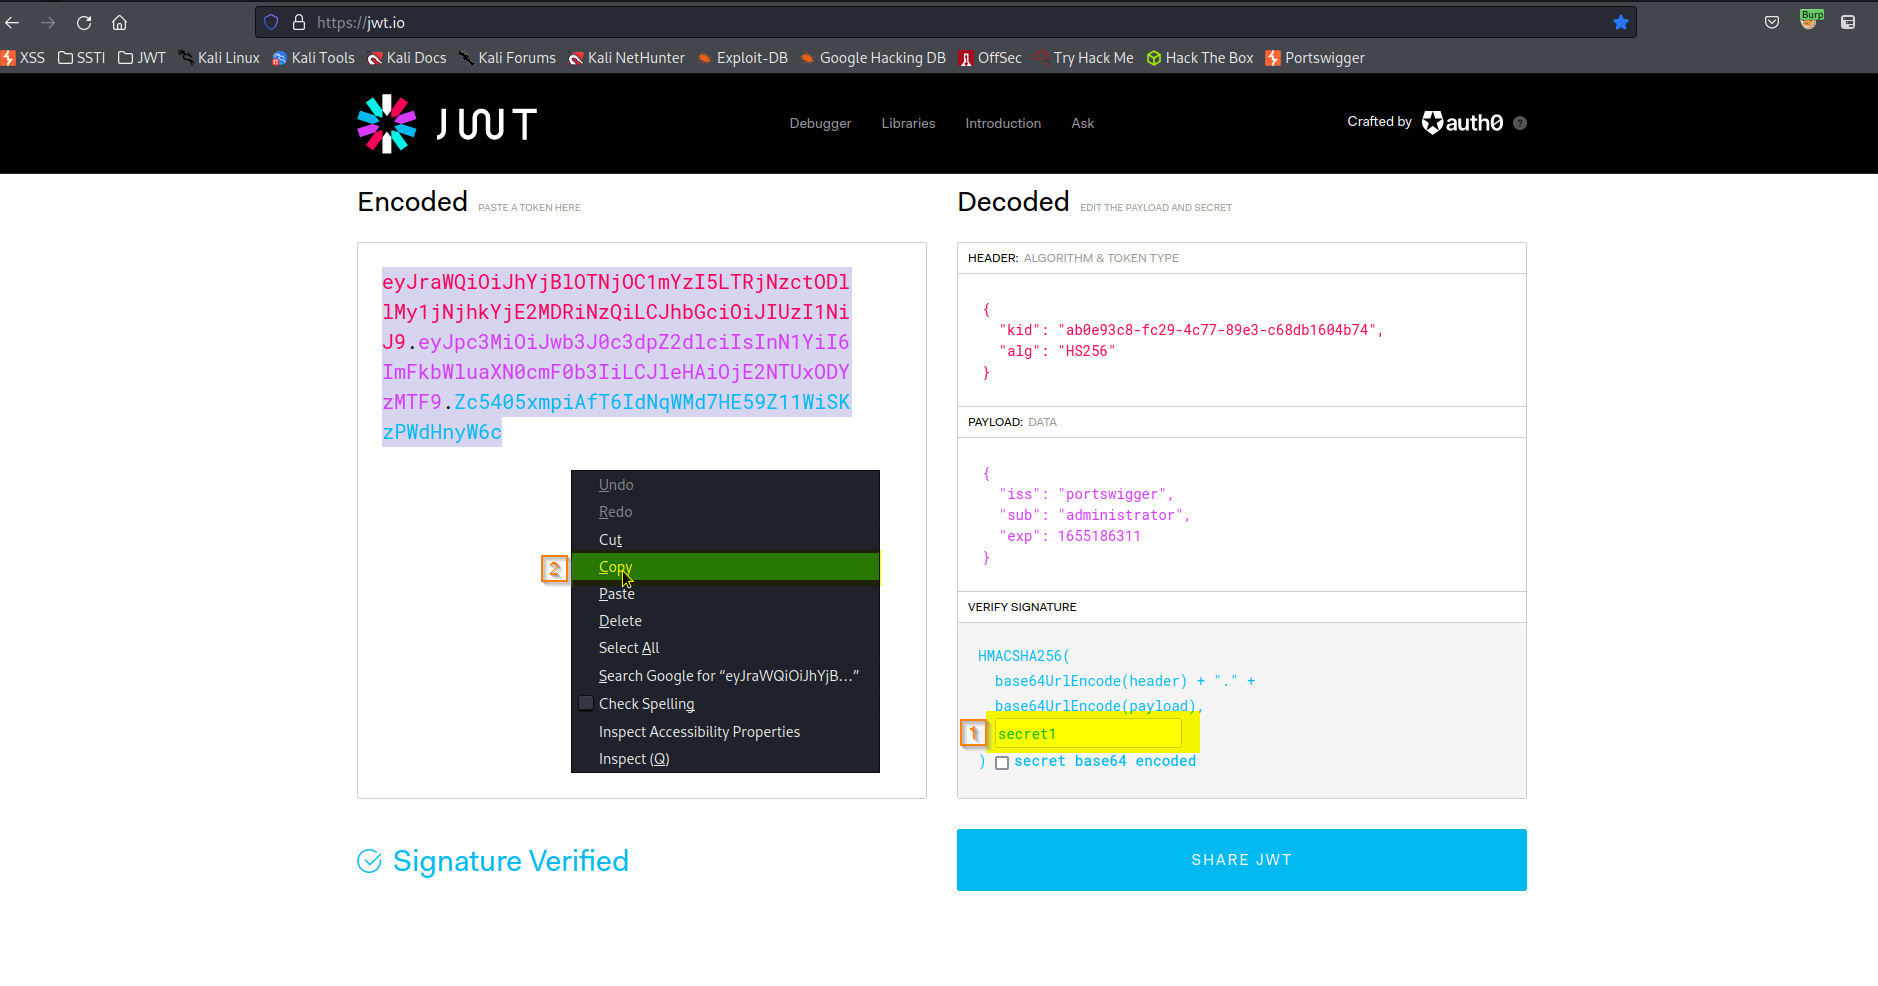 https://jwt.io
Burp
XSS SSTI JWT Kali Linux Kali Tools Kali Docs Kali Forums Kali NetHunter Exploit-DB Google Hacking DB OffSec Try Hack Me Hack The Box Portswigger
JWT Debugger Libraries Introduction Ask Crafted by auth0 ?
Encoded PASTE A TOKEN HERE
eyJraWQiOiJhYjBlOTNjOC1mYzI5LTRjNzctODl
lMy1jNjhkYjE2MDRiNzQiLCJhbGciOiJIUzI1Ni
J9.eyJpc3MiOiJwb3J0c3dpZ2dlciIsInN1YiI6
ImFkbWluaXN0cmF0b3IiLCJleHAiOjE2NTUxODY
zMTF9.Zc5405xmpiAfT6IdNqWMd7HE59Z11WiSK
zPWdHnyW6c
Undo
Redo
Cut
2 Copy
Paste
Delete
Select All
Search Google for “eyJraWQiOiJhYjB…”
Check Spelling
Inspect Accessibility Properties
Inspect (Q)
Signature Verified
Decoded EDIT THE PAYLOAD AND SECRET
HEADER: ALGORITHM & TOKEN TYPE
{
"kid": "ab0e93c8-fc29-4c77-89e3-c68db1604b74",
"alg": "HS256"
}
PAYLOAD: DATA
{
"iss": "portswigger",
"sub": "administrator",
"exp": 1655186311
}
VERIFY SIGNATURE
HMACSHA256(
base64UrlEncode(header) + "." +
base64UrlEncode(payload),
1 secret1
) secret base64 encoded
SHARE JWT